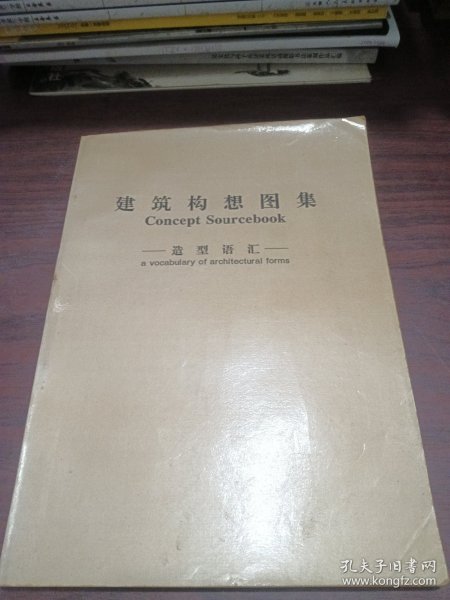 建筑构想图集
Concept Sourcebook
造型语汇
a vocabulary of architectural forms
孔夫子旧书网
www.kongfz.com